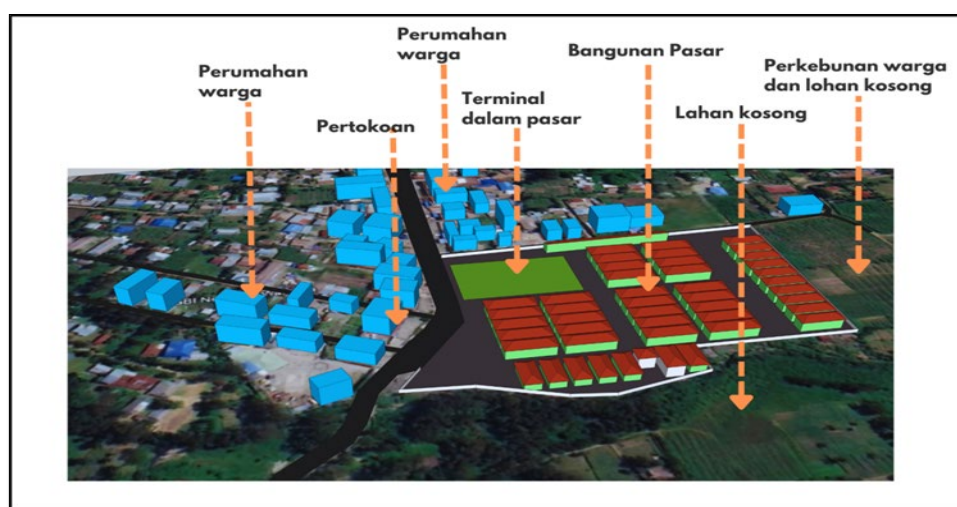 Perumahan
warga
Pertokoan
Perumahan
warga
Terminal
dalam pasar
Bangunan Pasar
Lahan kosong
Perkebunan warga
dan lohan kosong